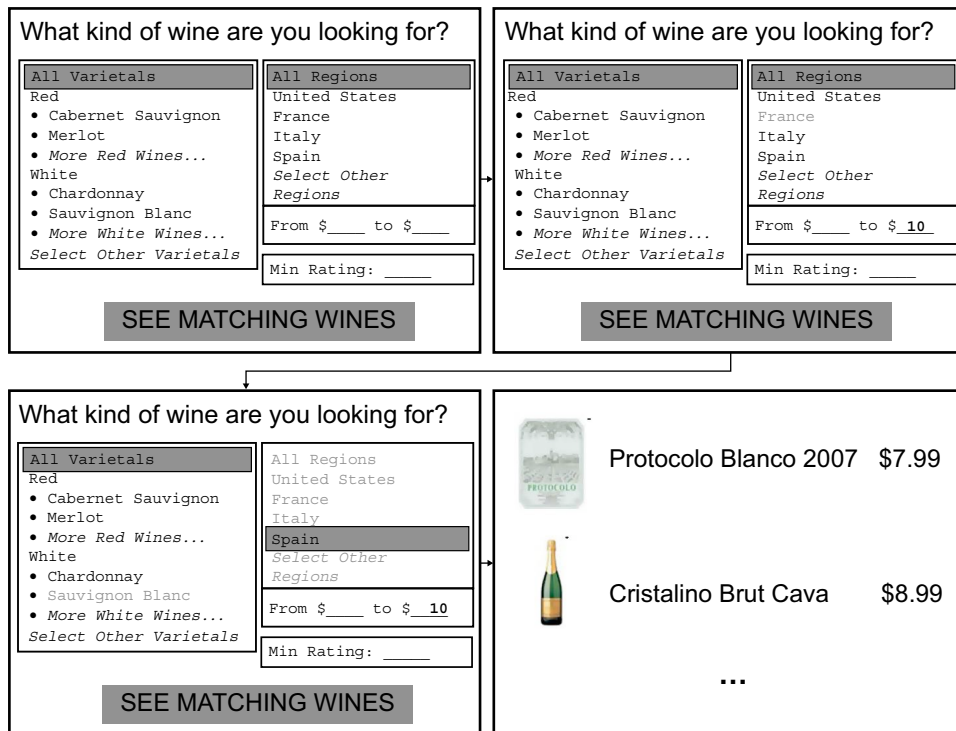 What kind of wine are you looking for?
All Varietals
Red
• Cabernet Sauvignon
• Merlot
• More Red Wines...
White
• Chardonnay
• Sauvignon Blanc
• More White Wines...
Select Other Varietals
All Regions
United States
France
Italy
Spain
Select Other
Regions
From $____ to $____
Min Rating: _____
SEE MATCHING WINES
What kind of wine are you looking for?
All Varietals
Red
• Cabernet Sauvignon
• Merlot
• More Red Wines...
White
• Chardonnay
• Sauvignon Blanc
• More White Wines...
Select Other Varietals
All Regions
United States
France
Italy
Spain
Select Other
Regions
From $____ to $_10_
Min Rating: _____
SEE MATCHING WINES
What kind of wine are you looking for?
All Varietals
Red
• Cabernet Sauvignon
• Merlot
• More Red Wines...
White
• Chardonnay
• Sauvignon Blanc
• More White Wines...
Select Other Varietals
All Regions
United States
France
Italy
Spain
Select Other
Regions
From $____ to $__10
Min Rating: _____
SEE MATCHING WINES
PROTOCOLO
Protocolo Blanco 2007 $7.99
Cristalino Brut Cava $8.99
...